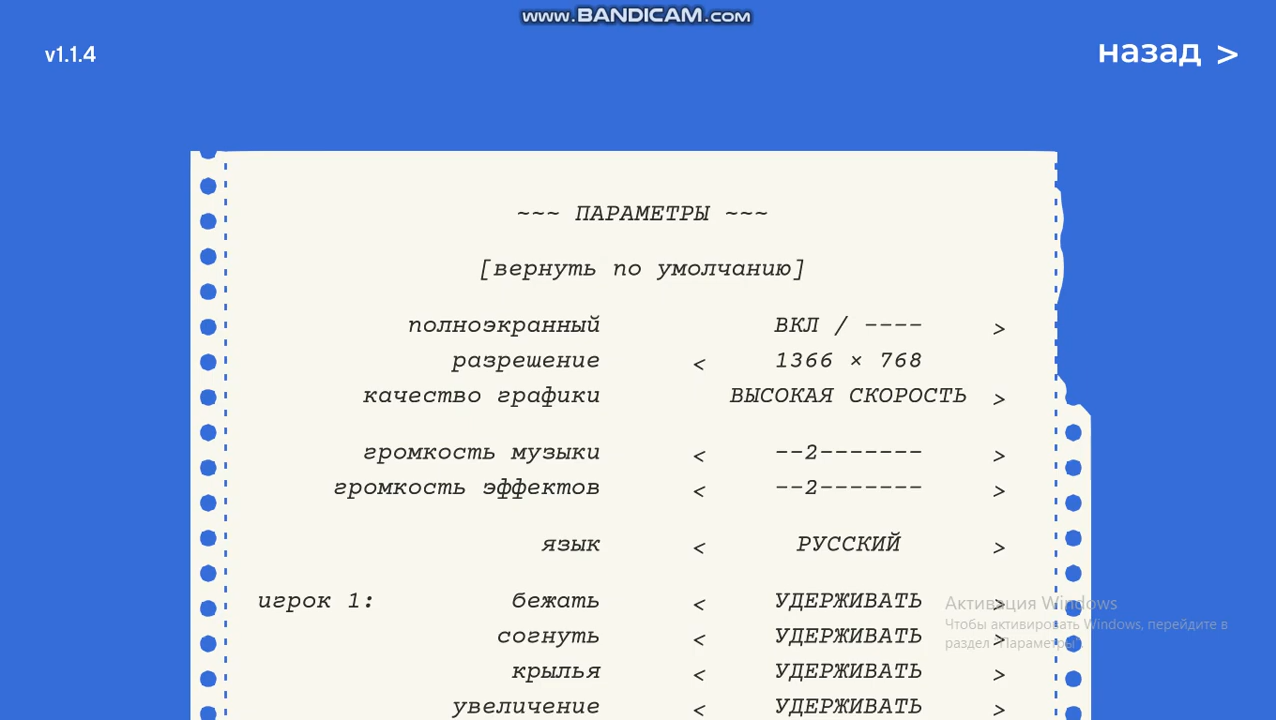 www.BANDICAM.com
v1.1.4
назад >
~~~ ПАРАМЕТРЫ ~~~
[вернуть по умолчанию]
полноэкранный ВКЛ / ---- >
разрешение < 1366 × 768
качество графики ВЫСОКАЯ СКОРОСТЬ >
громкость музыки < --2------- >
громкость эффектов < --2------- >
язык < РУССКИЙ >
игрок 1: бежать < УДЕРЖИВАТЬ >
согнуть < УДЕРЖИВАТЬ >
крылья < УДЕРЖИВАТЬ >
увеличение < УДЕРЖИВАТЬ >
Активация Windows
Чтобы активировать Windows, перейдите в
раздел "Параметры".